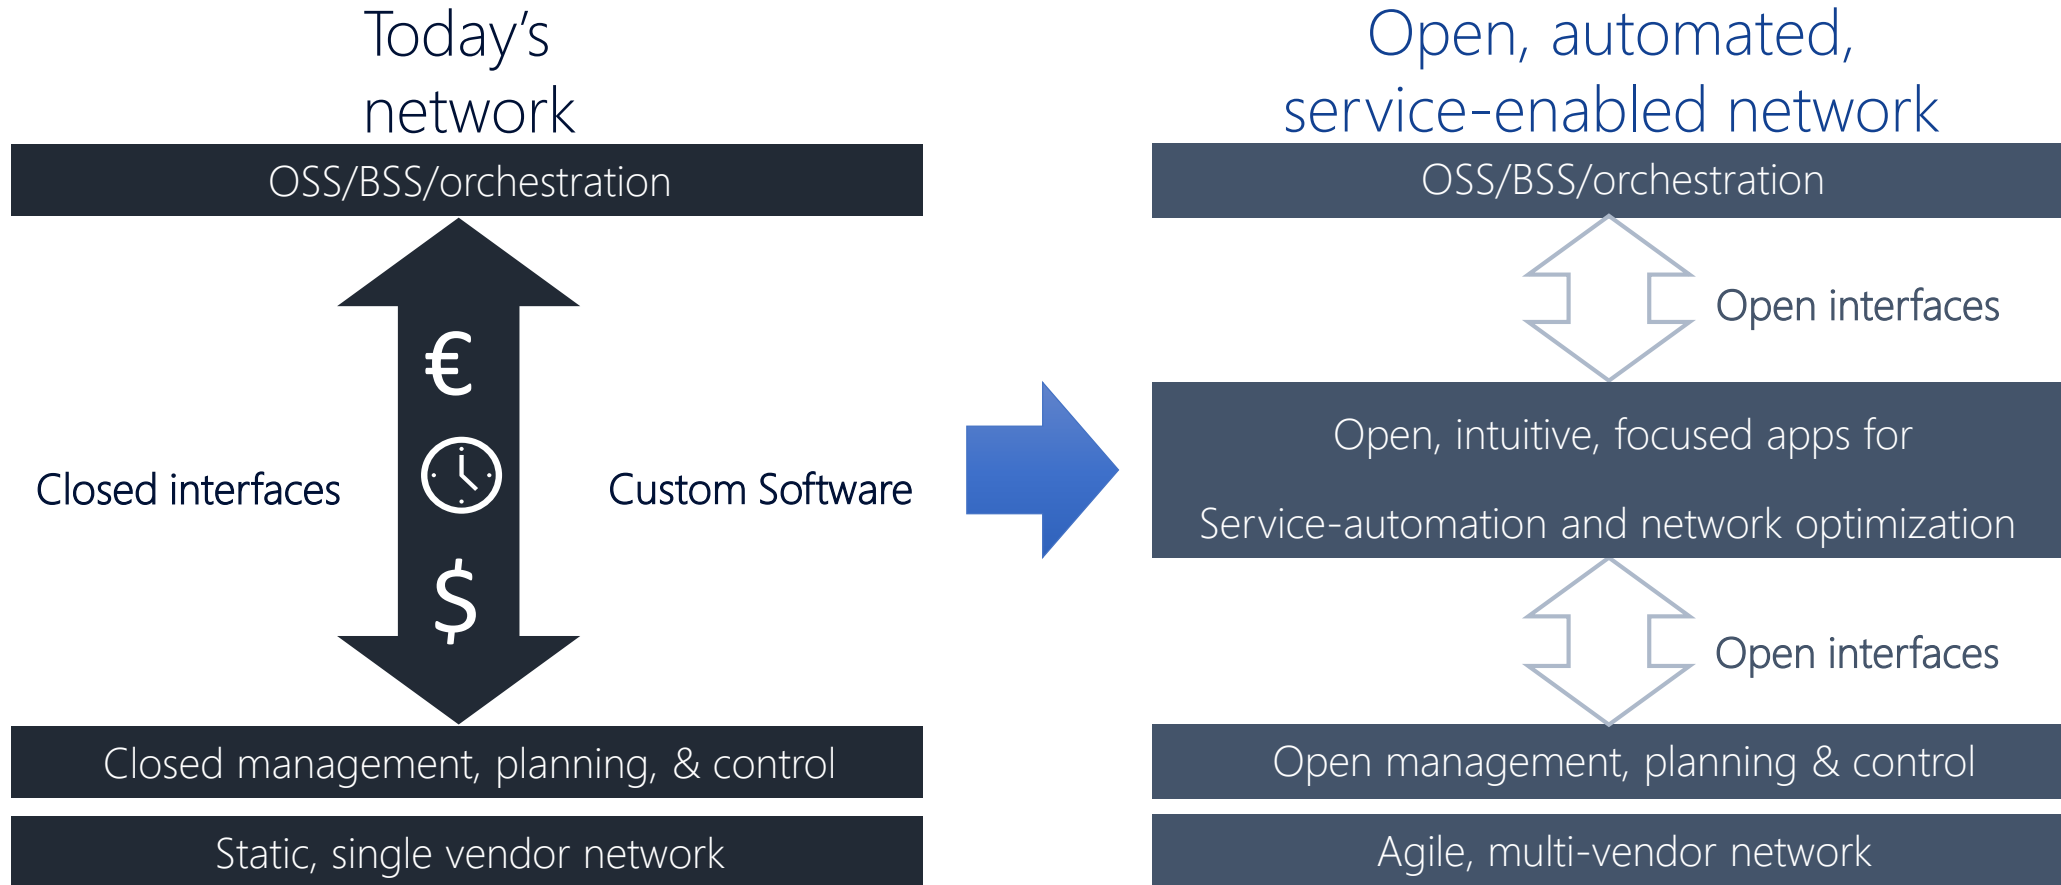 Today’s
network
OSS/BSS/orchestration
€
Closed interfaces
Custom Software
$
Closed management, planning, & control
Static, single vendor network
Open, automated,
service-enabled network
OSS/BSS/orchestration
Open interfaces
Open, intuitive, focused apps for
Service-automation and network optimization
Open interfaces
Open management, planning & control
Agile, multi-vendor network